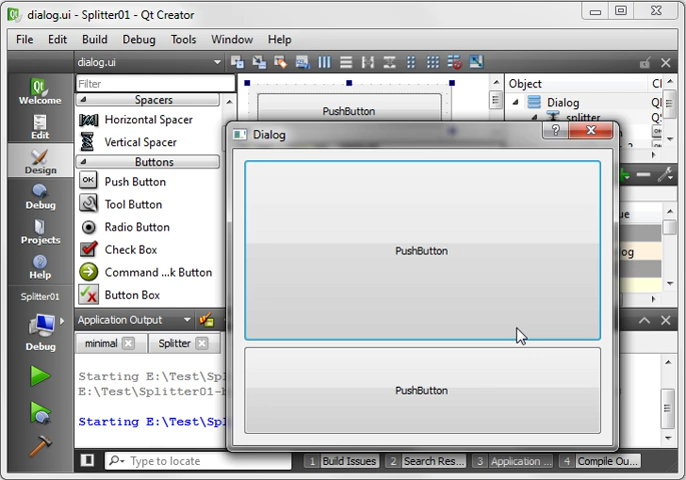 dialog.ui - Splitter01 - Qt Creator
File Edit Build Debug Tools Window Help
dialog.ui
Welcome
Edit
Design
Debug
Projects
Help
Splitter01
Debug
Filter
Spacers
Horizontal Spacer
Vertical Spacer
Buttons
Push Button
Tool Button
Radio Button
Check Box
Command ...k Button
Button Box
PushButton
Object
Dialog
splitter
Dialog
PushButton
PushButton
Application Output
minimal
Splitter
Starting E:\Test\Spl
E:\Test\Splitter01-b
Starting E:\Test\Spl
Type to locate
1 Build Issues 2 Search Res... 3 Application ... 4 Compile Ou...